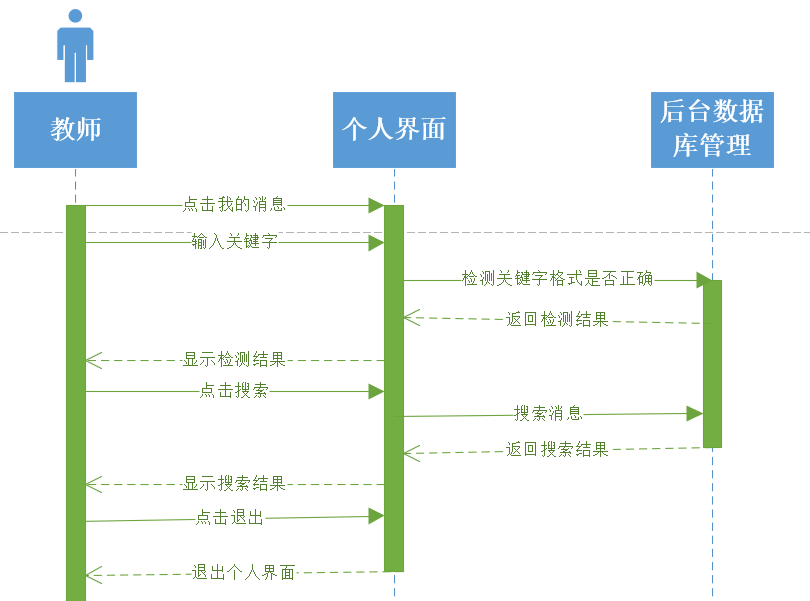 教师
个人界面
后台数据
库管理
点击我的消息
输入关键字
检测关键字格式是否正确
返回检测结果
显示检测结果
点击搜索
搜索消息
返回搜索结果
显示搜索结果
点击退出
退出个人界面